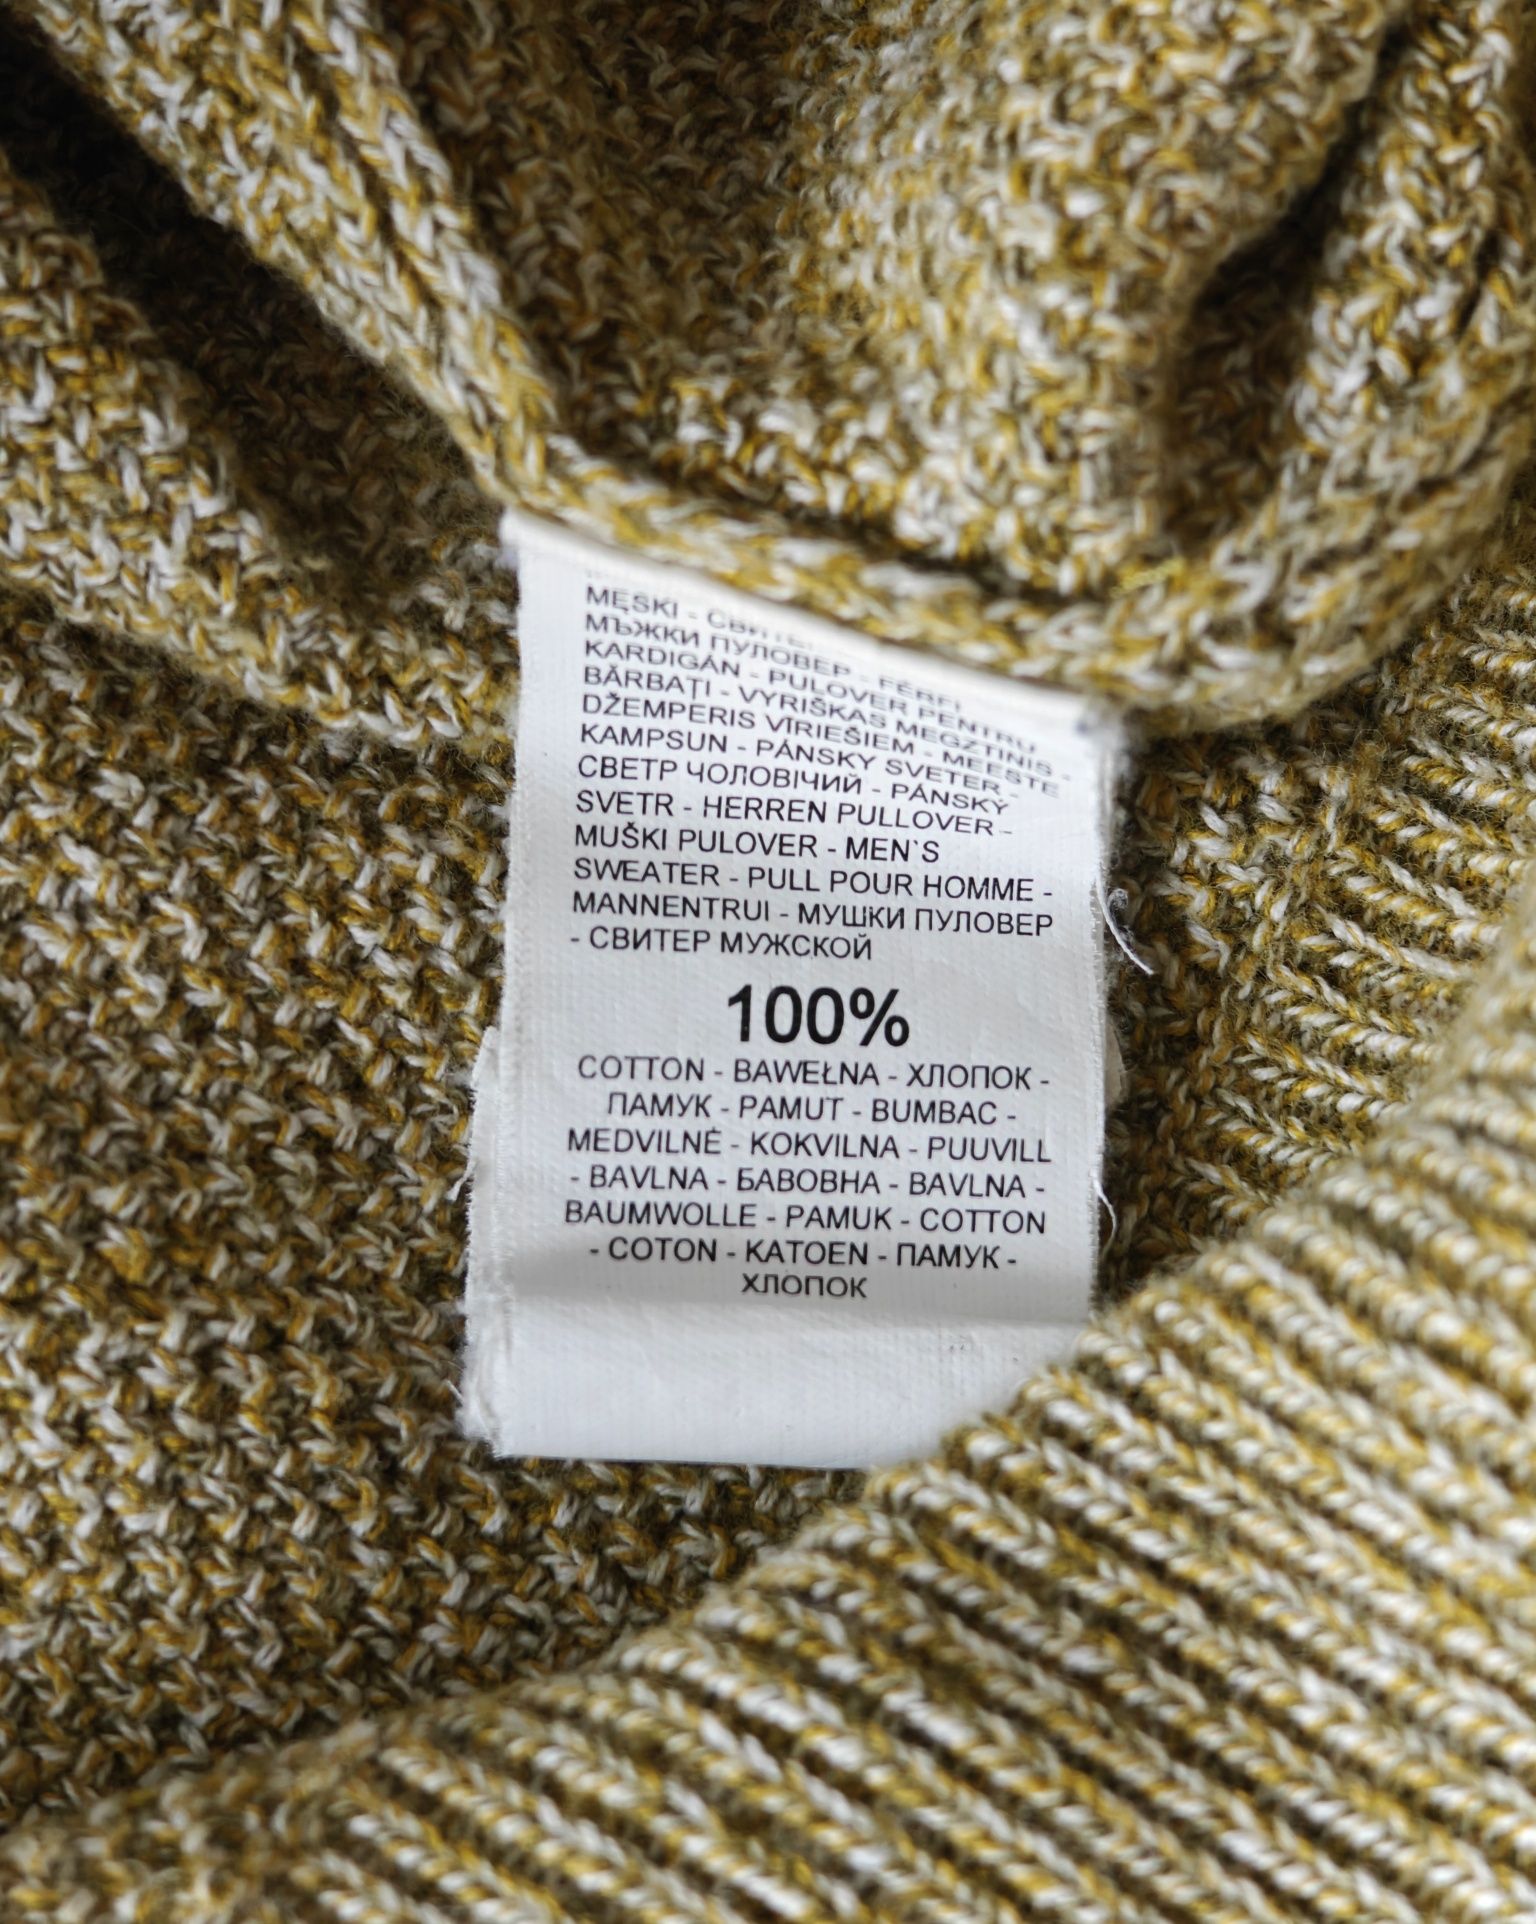 MĘSKI - СВИТЕР
МЪЖКИ ПУЛОВЕР - FÉRFI
KARDIGÁN - PULOVER PENTRU
BĂRBAȚI - VYRIŠKAS MEGZTINIS -
DŽEMPERIS VĪRIEŠIEM - MEESTE
KAMPSUN - PÁNSKY SVETER -
СВЕТР ЧОЛОВІЧИЙ - PÁNSKÝ
SVETR - HERREN PULLOVER -
MUŠKI PULOVER - MEN`S
SWEATER - PULL POUR HOMME -
MANNENTRUI - МУШКИ ПУЛОВЕР
- СВИТЕР МУЖСКОЙ
100%
COTTON - BAWEŁNA - ХЛОПОК -
ПАМУК - PAMUT - BUMBAC -
MEDVILNĖ - KOKVILNA - PUUVILL
- BAVLNA - БАВОВНА - BAVLNA -
BAUMWOLLE - PAMUK - COTTON
- COTON - KATOEN - ПАМУК -
ХЛОПОК